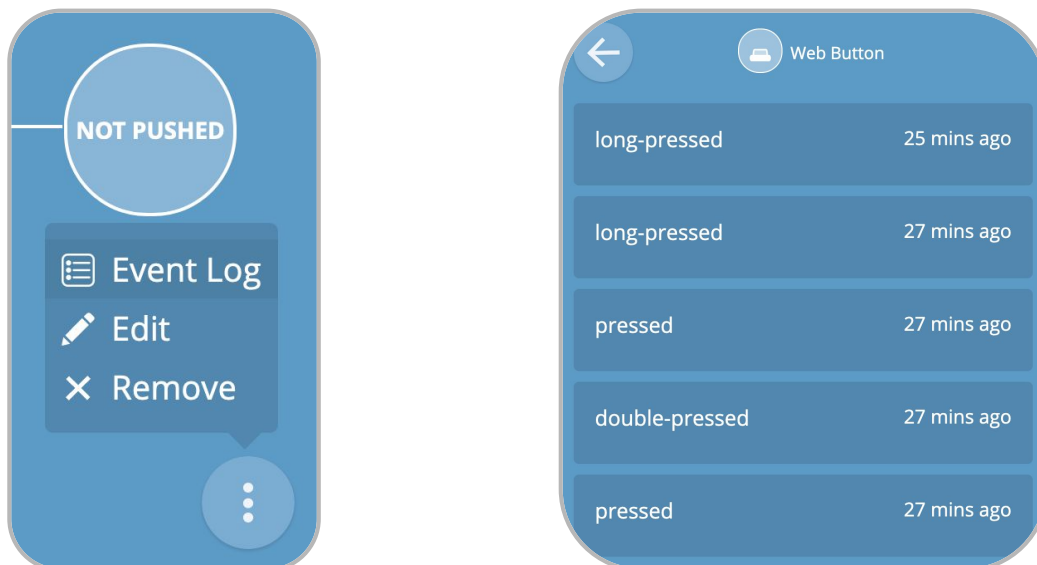 NOT PUSHED
Event Log
Edit
Remove
Web Button
long-pressed 25 mins ago
long-pressed 27 mins ago
pressed 27 mins ago
double-pressed 27 mins ago
pressed 27 mins ago